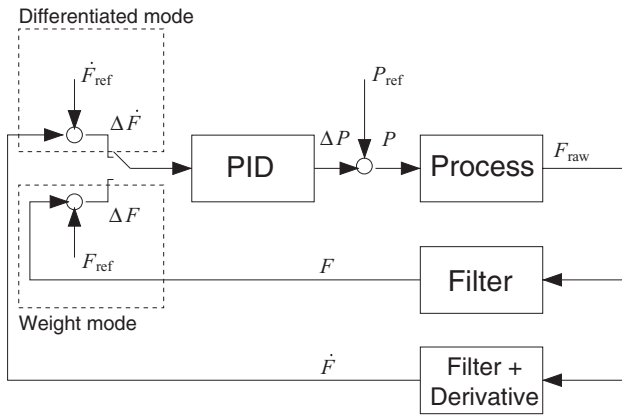 Differentiated mode
Ḟref
Pref
ΔḞ
ΔP
P
PID
Process
Fraw
ΔF
Fref
F
Filter
Weight mode
Ḟ
Filter +
Derivative